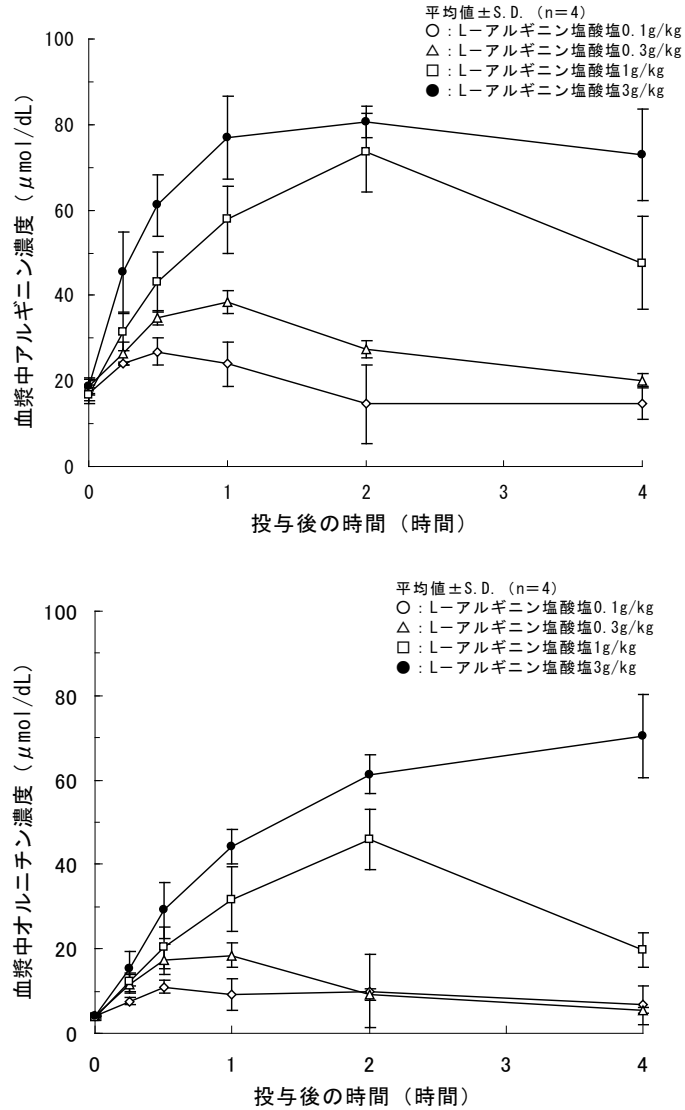 平均値±S.D. (n=4)
○:L-アルギニン塩酸塩0.1g/kg
△:L-アルギニン塩酸塩0.3g/kg
□:L-アルギニン塩酸塩1g/kg
●:L-アルギニン塩酸塩3g/kg
血漿中アルギニン濃度(μmol/dL)
100
80
60
40
20
0
0 1 2 3 4
投与後の時間(時間)
平均値±S.D. (n=4)
○:L-アルギニン塩酸塩0.1g/kg
△:L-アルギニン塩酸塩0.3g/kg
□:L-アルギニン塩酸塩1g/kg
●:L-アルギニン塩酸塩3g/kg
血漿中オルニチン濃度(μmol/dL)
100
80
60
40
20
0
0 1 2 3 4
投与後の時間(時間)